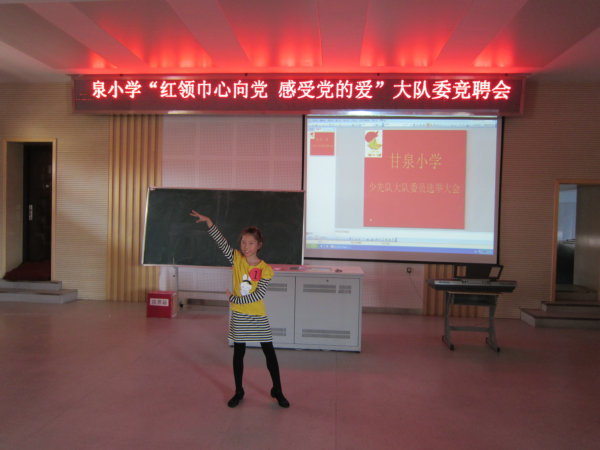 泉小学“红领巾心向党 感受党的爱”大队委竞聘会
甘泉小学
少先队大队委员选举大会